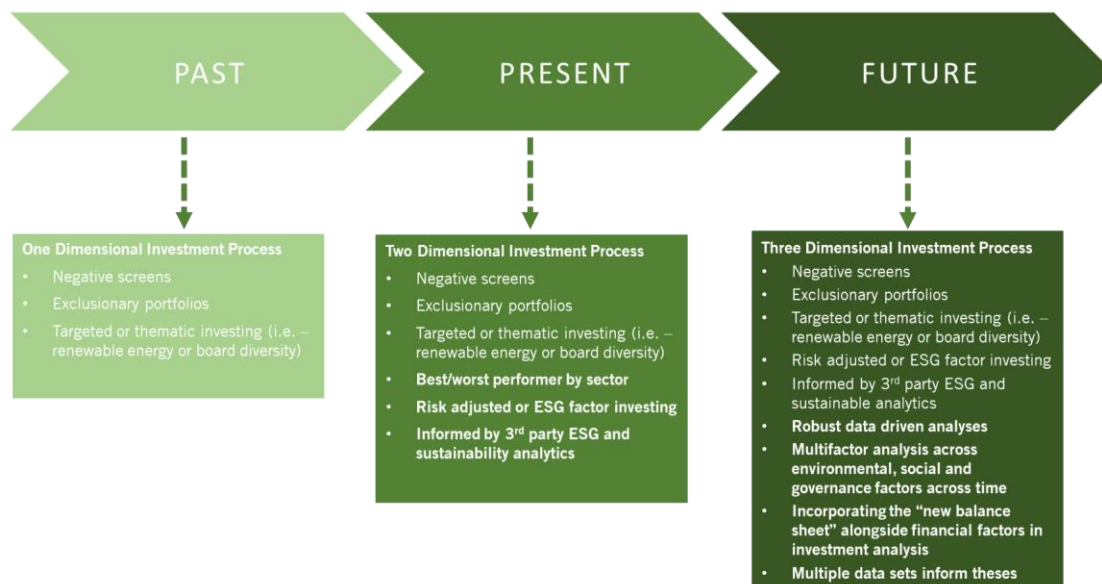 PAST
PRESENT
FUTURE
One Dimensional Investment Process
• Negative screens
• Exclusionary portfolios
• Targeted or thematic investing (i.e. –
renewable energy or board diversity)
Two Dimensional Investment Process
• Negative screens
• Exclusionary portfolios
• Targeted or thematic investing (i.e. –
renewable energy or board diversity)
• Best/worst performer by sector
• Risk adjusted or ESG factor investing
• Informed by 3rd party ESG and
sustainability analytics
Three Dimensional Investment Process
• Negative screens
• Exclusionary portfolios
• Targeted or thematic investing (i.e. –
renewable energy or board diversity)
• Risk adjusted or ESG factor investing
• Informed by 3rd party ESG and
sustainable analytics
• Robust data driven analyses
• Multifactor analysis across
environmental, social and
governance factors across time
• Incorporating the “new balance
sheet” alongside financial factors in
investment analysis
• Multiple data sets inform theses